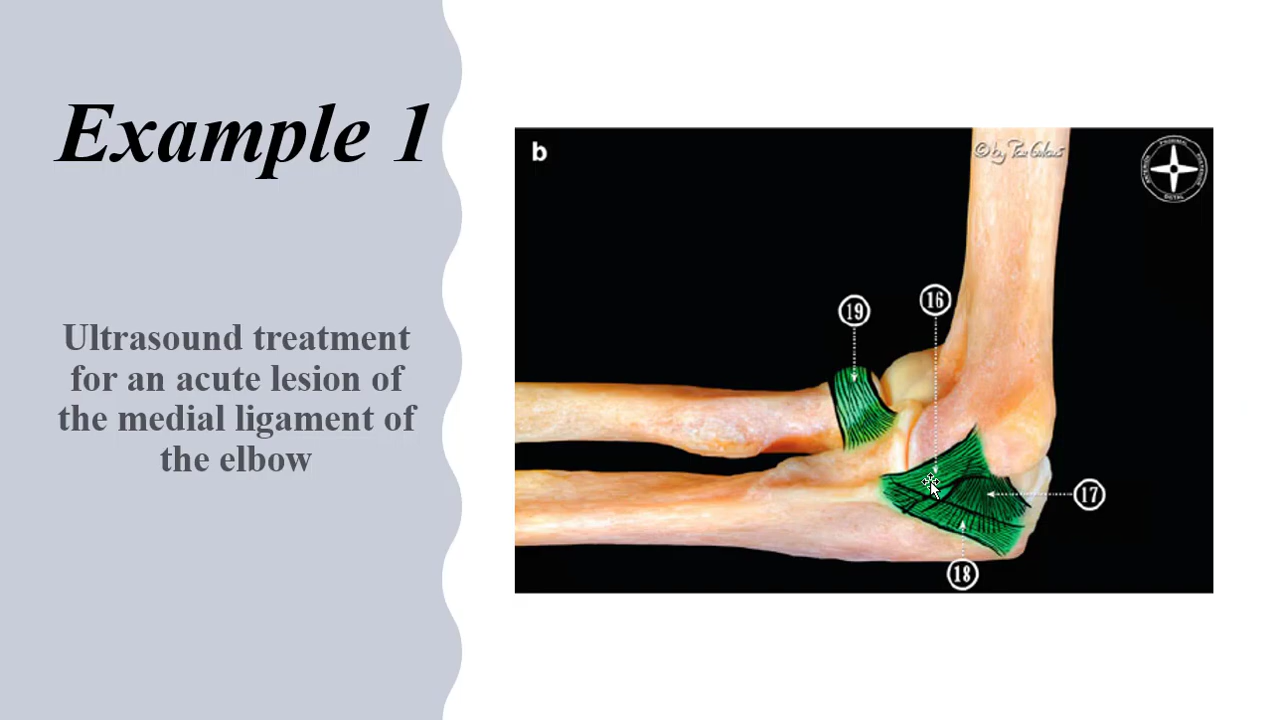 Example 1
Ultrasound treatment
for an acute lesion of
the medial ligament of
the elbow
b
© by
19
16
17
18